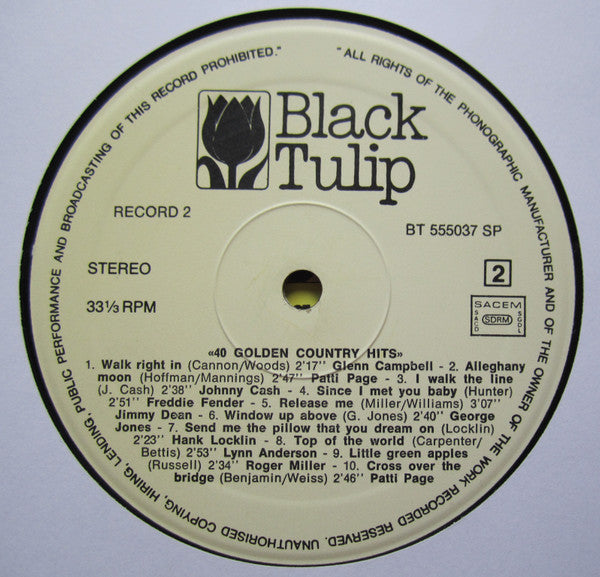 "ALL RIGHTS OF THE PHONOGRAPHIC MANUFACTURER AND OF THE OWNER OF THE WORK RECORDED RESERVED. UNAUTHORISED COPYING, HIRING, LENDING, PUBLIC PERFORMANCE AND BROADCASTING OF THIS RECORD PROHIBITED."
Black
Tulip
RECORD 2
BT 555037 SP
STEREO
2
33⅓ RPM
SACEM
SACD
SDRM
SGDL
«40 GOLDEN COUNTRY HITS»
1. Walk right in (Cannon/Woods) 2'17'' Glenn Campbell - 2. Alleghany
moon (Hoffman/Mannings) 2'47'' Patti Page - 3. I walk the line
(J. Cash) 2'38'' Johnny Cash - 4. Since I met you baby (Hunter)
2'51'' Freddie Fender - 5. Release me (Miller/Williams) 3'07''
Jimmy Dean - 6. Window up above (G. Jones) 2'40'' George
Jones - 7. Send me the pillow that you dream on (Locklin)
2'23'' Hank Locklin - 8. Top of the world (Carpenter/
Bettis) 2'53'' Lynn Anderson - 9. Little green apples
(Russell) 2'34'' Roger Miller - 10. Cross over the
bridge (Benjamin/Weiss) 2'46'' Patti Page